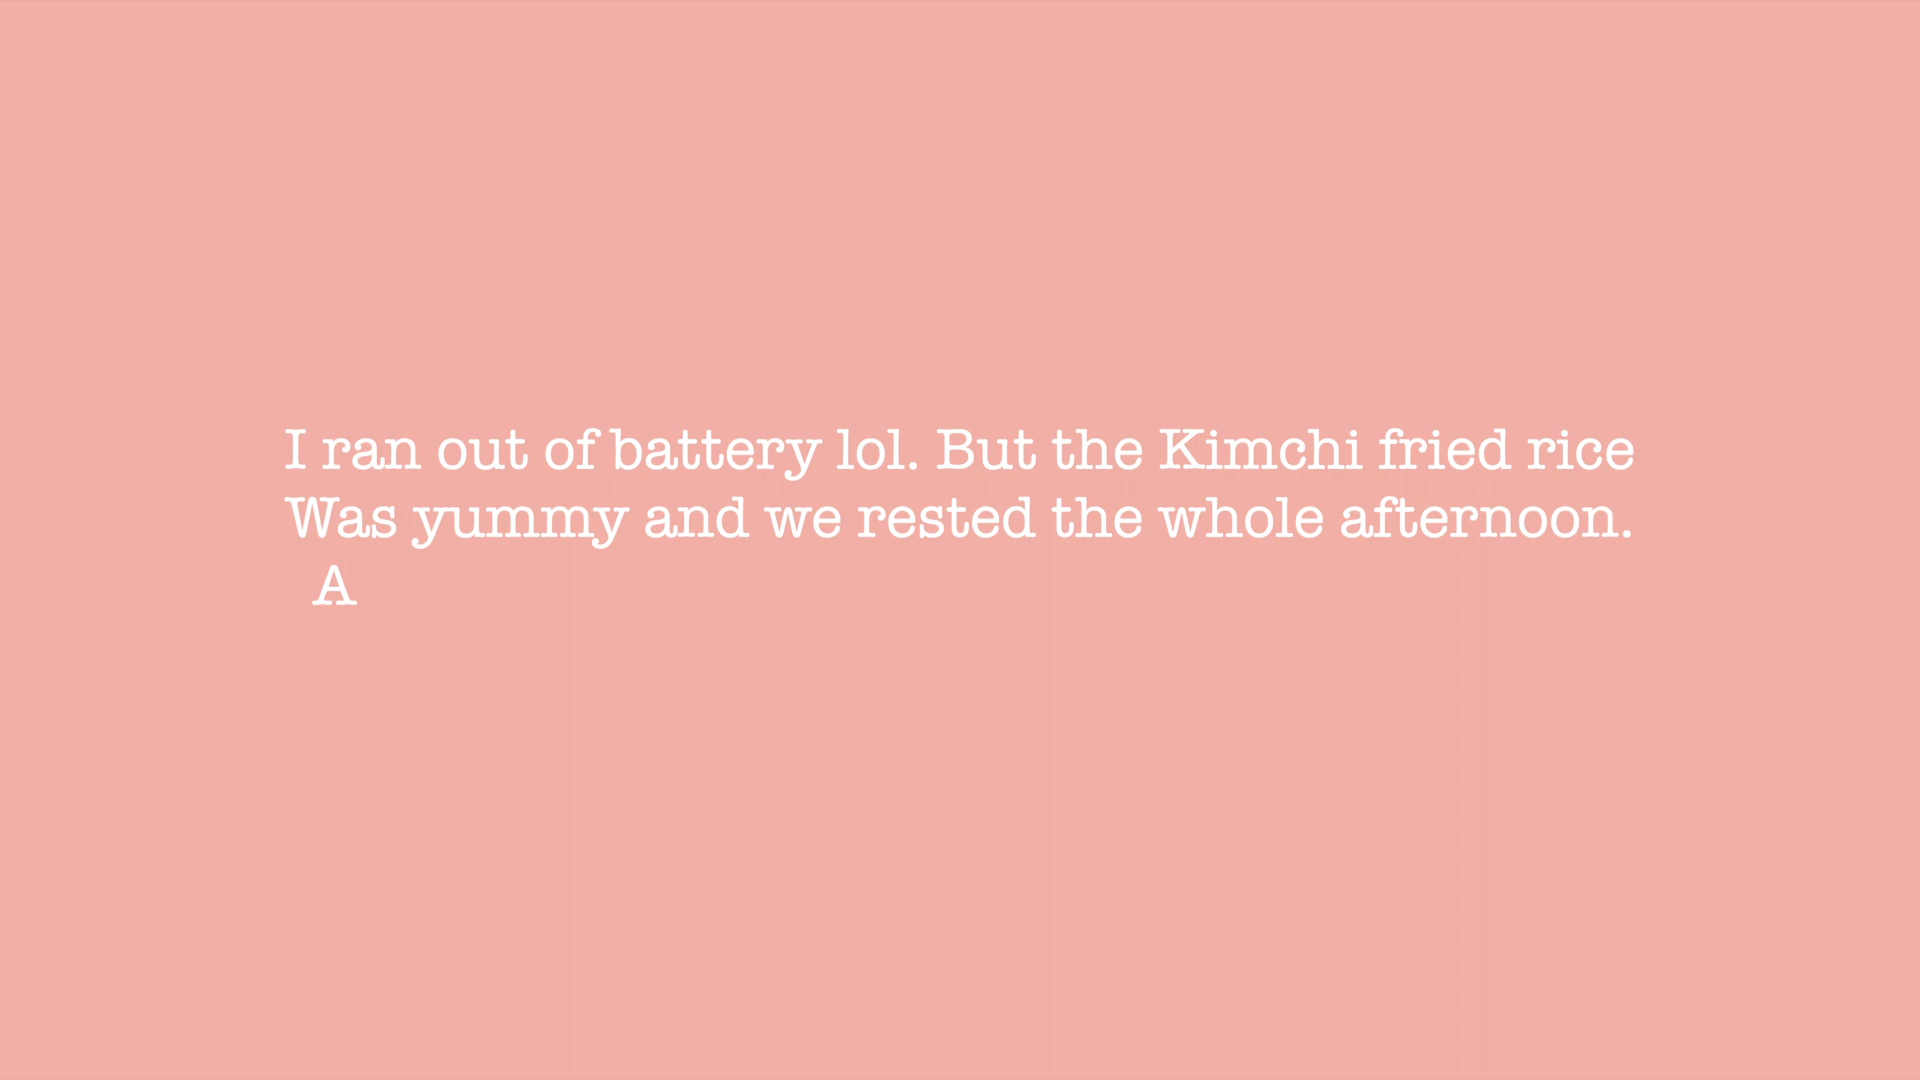 I ran out of battery lol. But the Kimchi fried rice
Was yummy and we rested the whole afternoon.
A